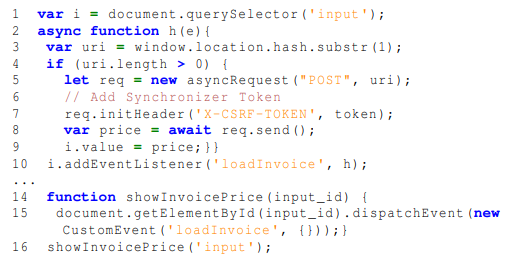 1 var i = document.querySelector('input');
2 async function h(e){
3 var uri = window.location.hash.substr(1);
4 if (uri.length > 0) {
5 let req = new asyncRequest("POST", uri);
6 // Add Synchronizer Token
7 req.initHeader('X-CSRF-TOKEN', token);
8 var price = await req.send();
9 i.value = price;}}
10 i.addEventListener('loadInvoice', h);
...
14 function showInvoicePrice(input_id) {
15 document.getElementById(input_id).dispatchEvent(new
CustomEvent('loadInvoice', {}));}
16 showInvoicePrice('input');